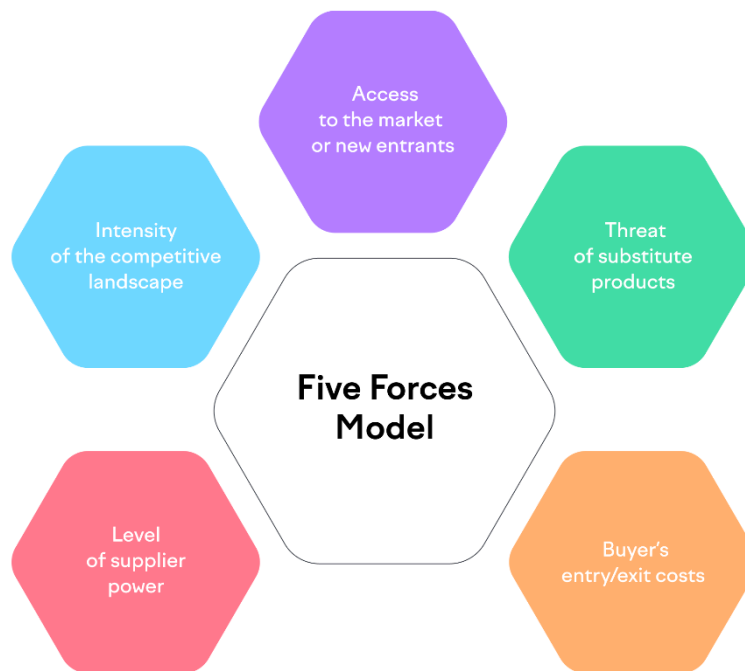 Access
to the market
or new entrants
Intensity
of the competitive
landscape
Threat
of substitute
products
Five Forces
Model
Level
of supplier
power
Buyer's
entry/exit costs